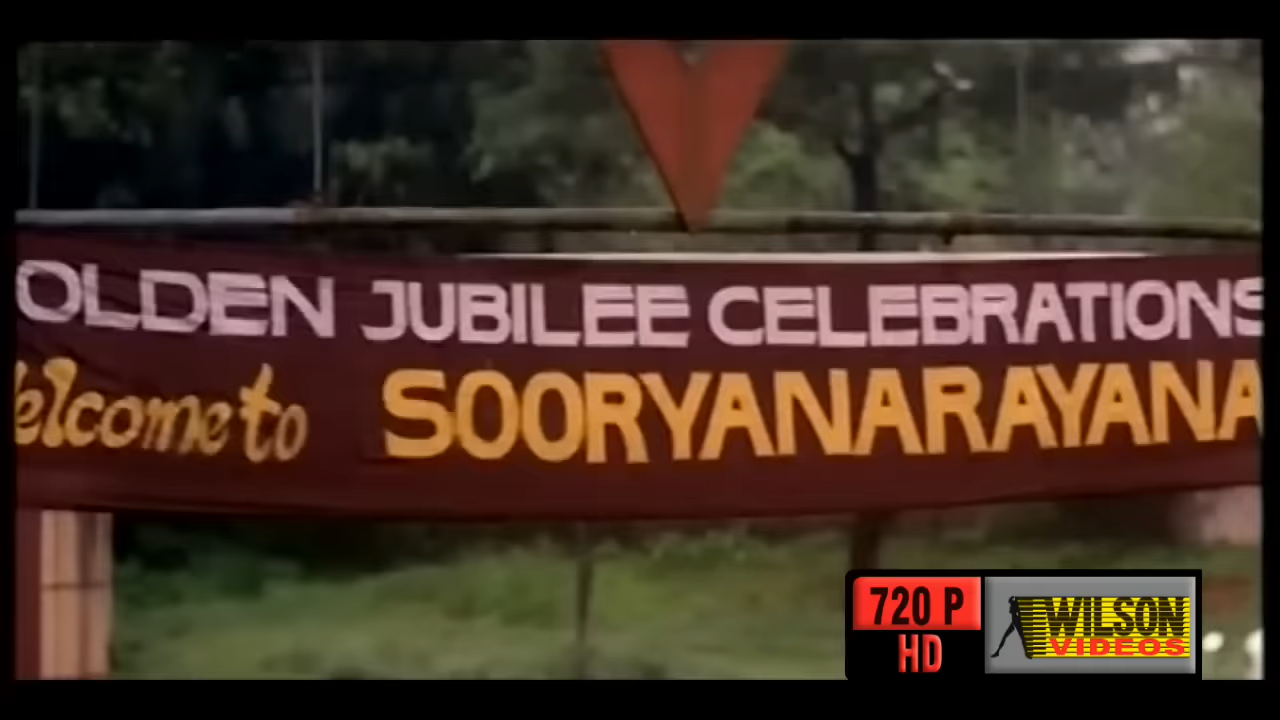 OLDEN JUBILEE CELEBRATIONS
elcome to SOORYANARAYANA
720 P
HD
WILSON
VIDEOS